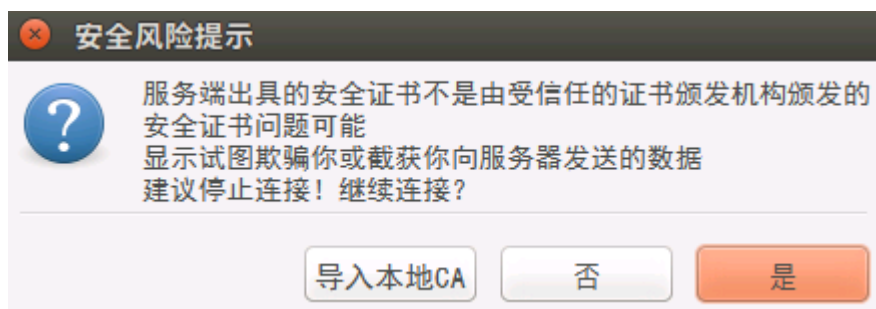 安全风险提示
服务端出具的安全证书不是由受信任的证书颁发机构颁发的
安全证书问题可能
显示试图欺骗你或截获你向服务器发送的数据
建议停止连接！继续连接？
导入本地CA 否 是